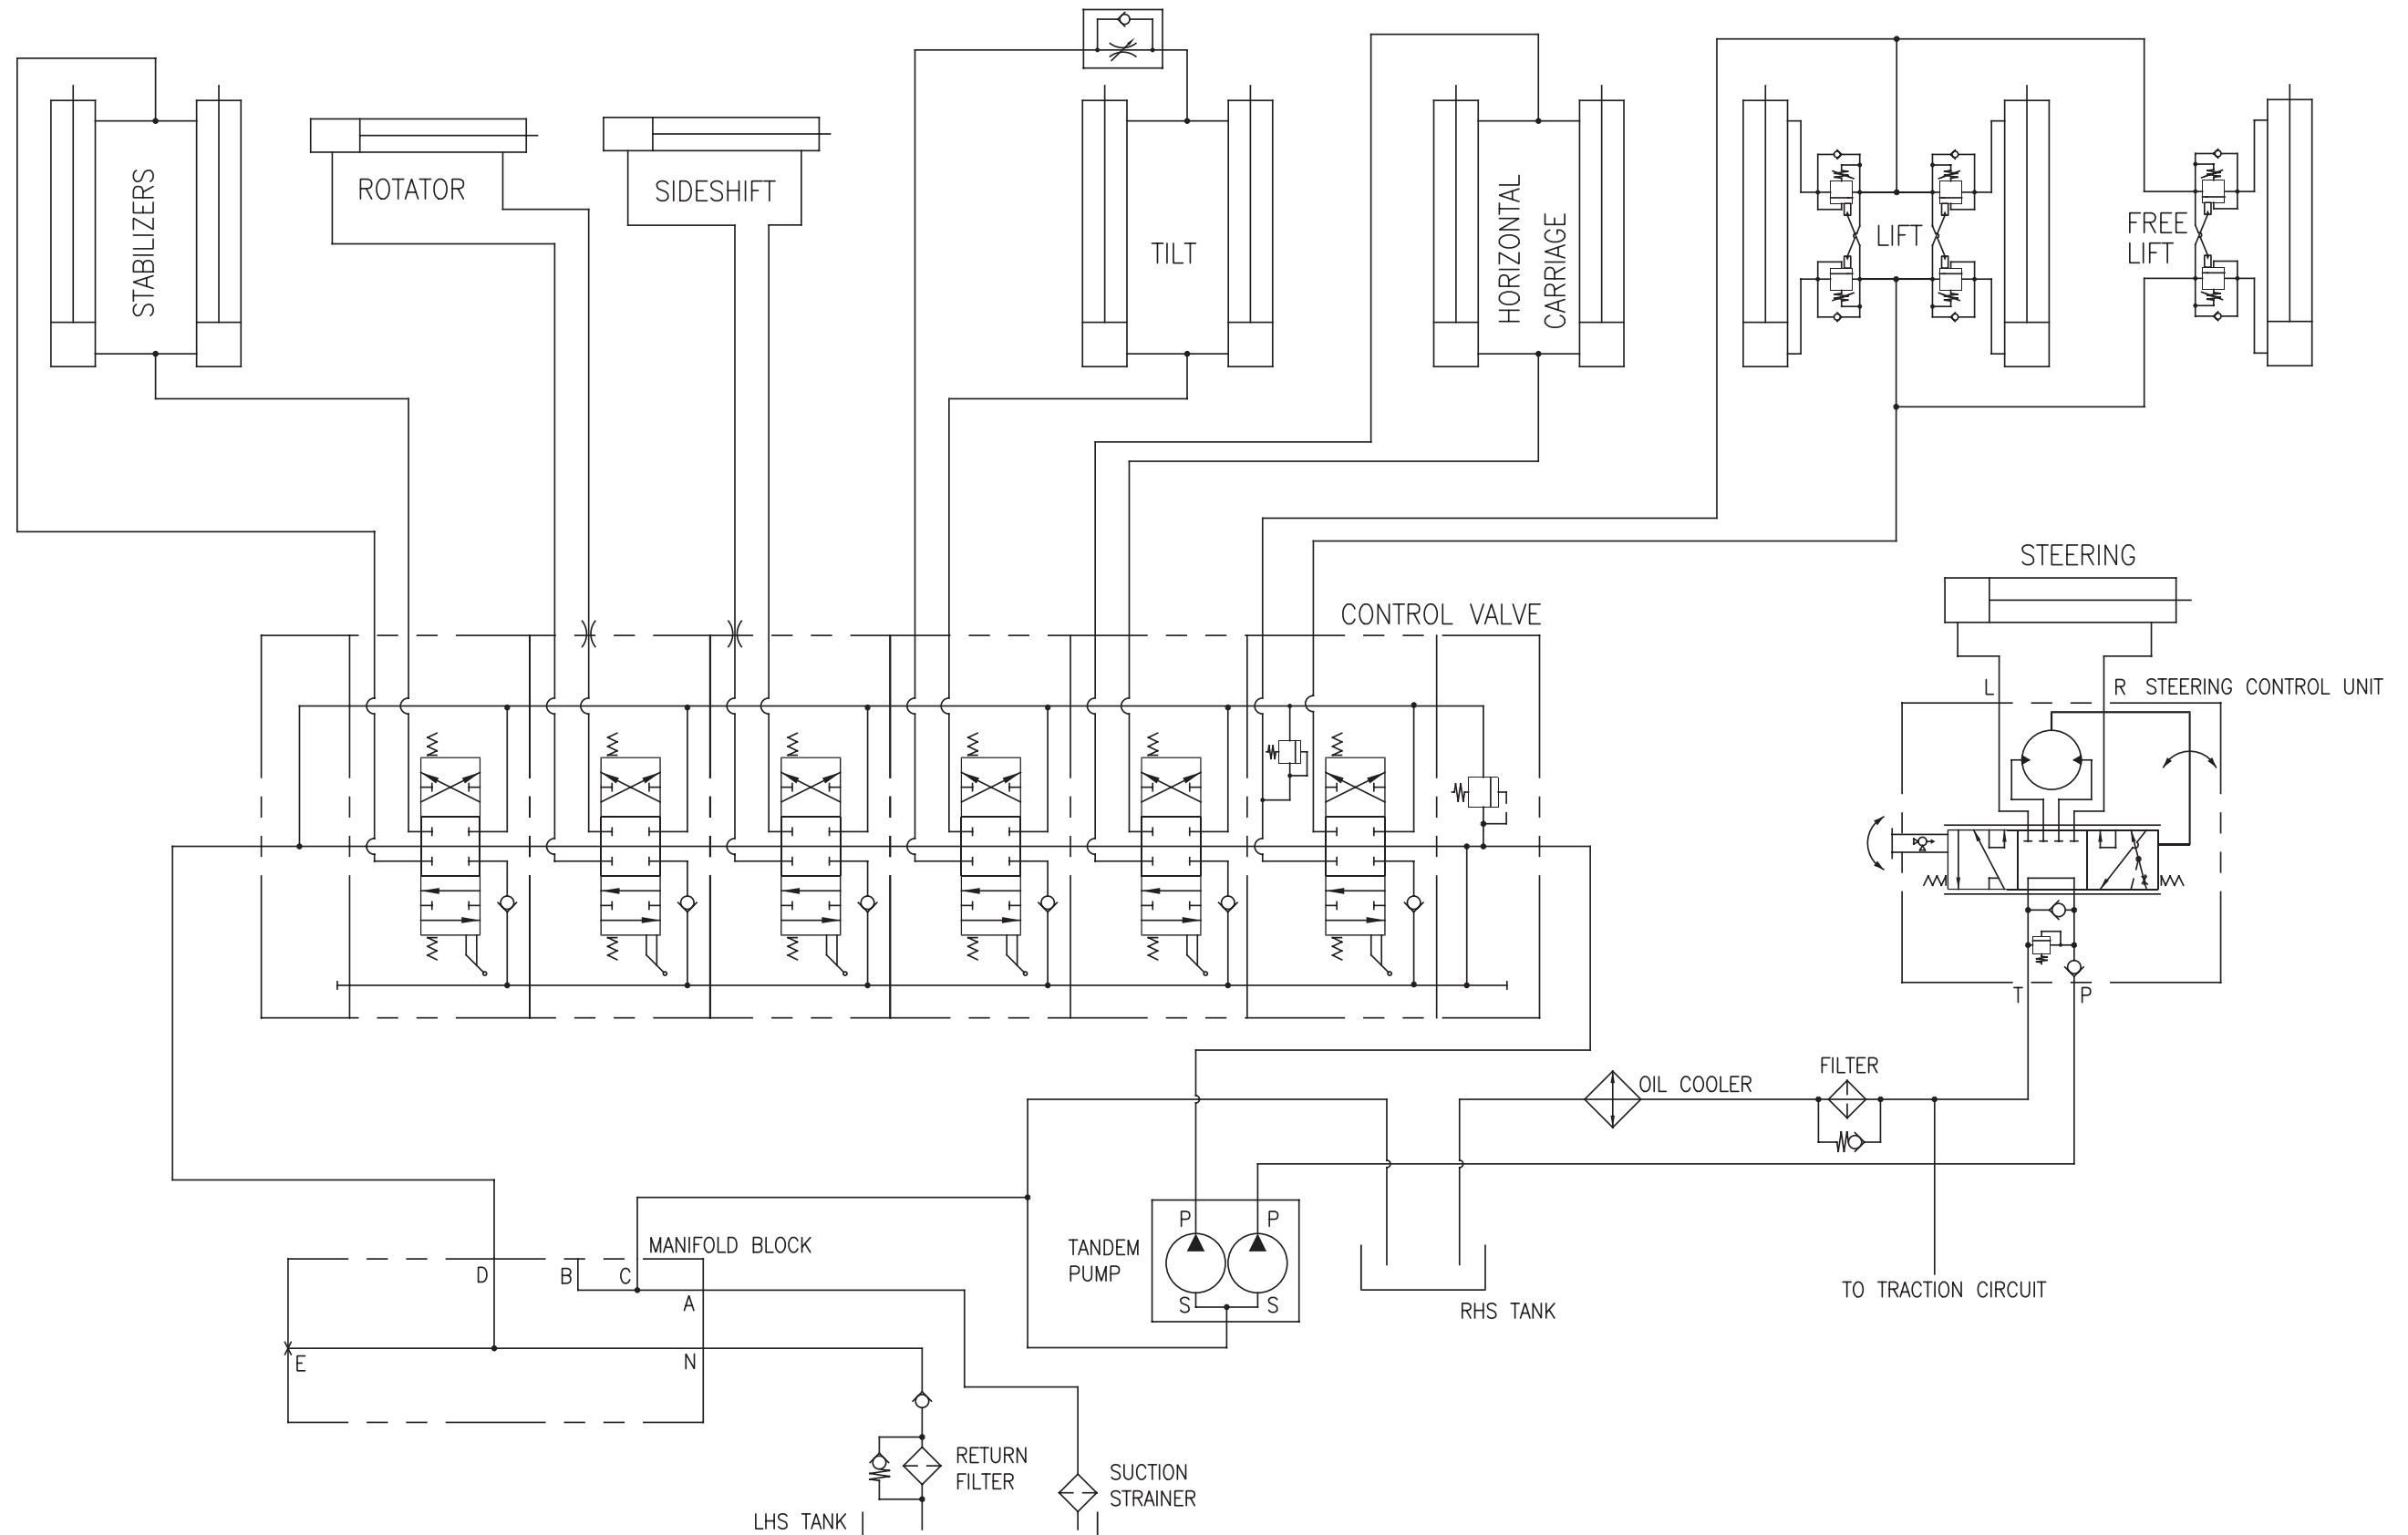 STABILIZERS
ROTATOR
SIDESHIFT
TILT
HORIZONTAL
CARRIAGE
LIFT
FREE
LIFT
STEERING
CONTROL VALVE
L
R
STEERING CONTROL UNIT
T
P
FILTER
OIL COOLER
P
P
TANDEM
PUMP
S
S
RHS TANK
TO TRACTION CIRCUIT
MANIFOLD BLOCK
D
B
C
A
E
N
RETURN
FILTER
SUCTION
STRAINER
LHS TANK